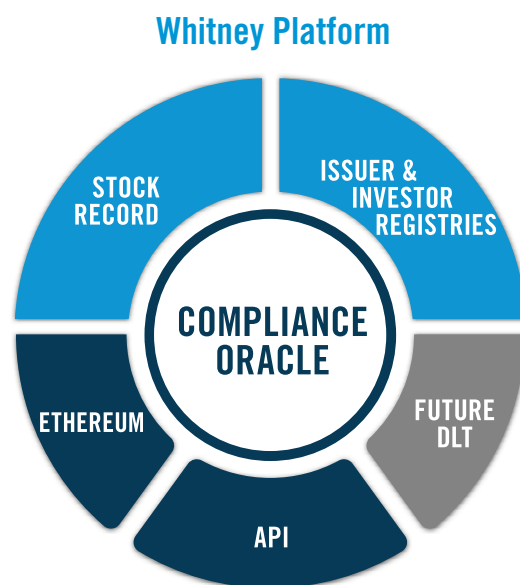 Whitney Platform
STOCK
RECORD
ISSUER &
INVESTOR
REGISTRIES
COMPLIANCE
ORACLE
ETHEREUM
FUTURE
DLT
API